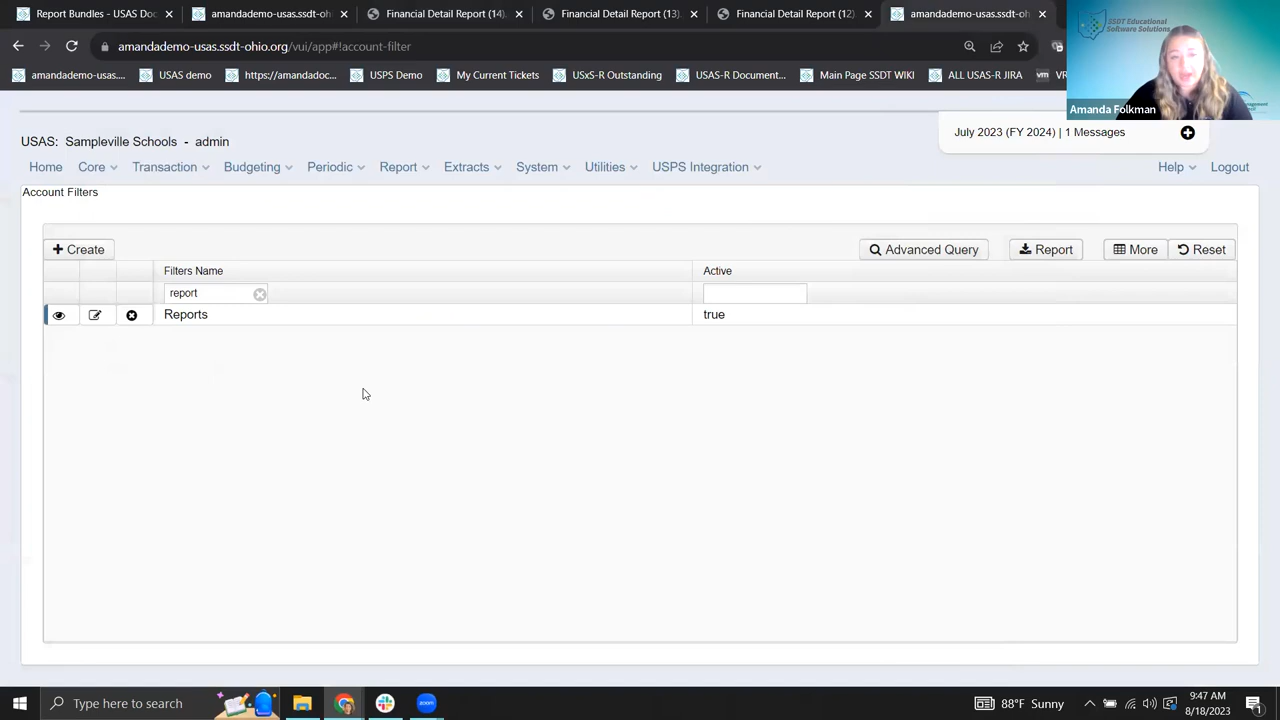 Report Bundles - USAS Doc
amandademo-usas.ssdt-oh
Financial Detail Report (14).
Financial Detail Report (13).
Financial Detail Report (12)
amandademo-usas.ssdt-oh
amandademo-usas.ssdt-ohio.org/vui/app#!account-filter
amandademo-usas....
USAS demo
https://amandadoc...
USPS Demo
My Current Tickets
USxS-R Outstanding
USAS-R Document...
Main Page SSDT WIKI
ALL USAS-R JIRA
SSDT Educational
Software Solutions
Amanda Folkman
USAS: Sampleville Schools - admin
July 2023 (FY 2024) | 1 Messages
Home Core Transaction Budgeting Periodic Report Extracts System Utilities USPS Integration Help Logout
Account Filters
Create
Advanced Query
Report
More
Reset
Filters Name Active
report
Reports true
Type here to search
zoom
88°F Sunny
9:47 AM
8/18/2023
1